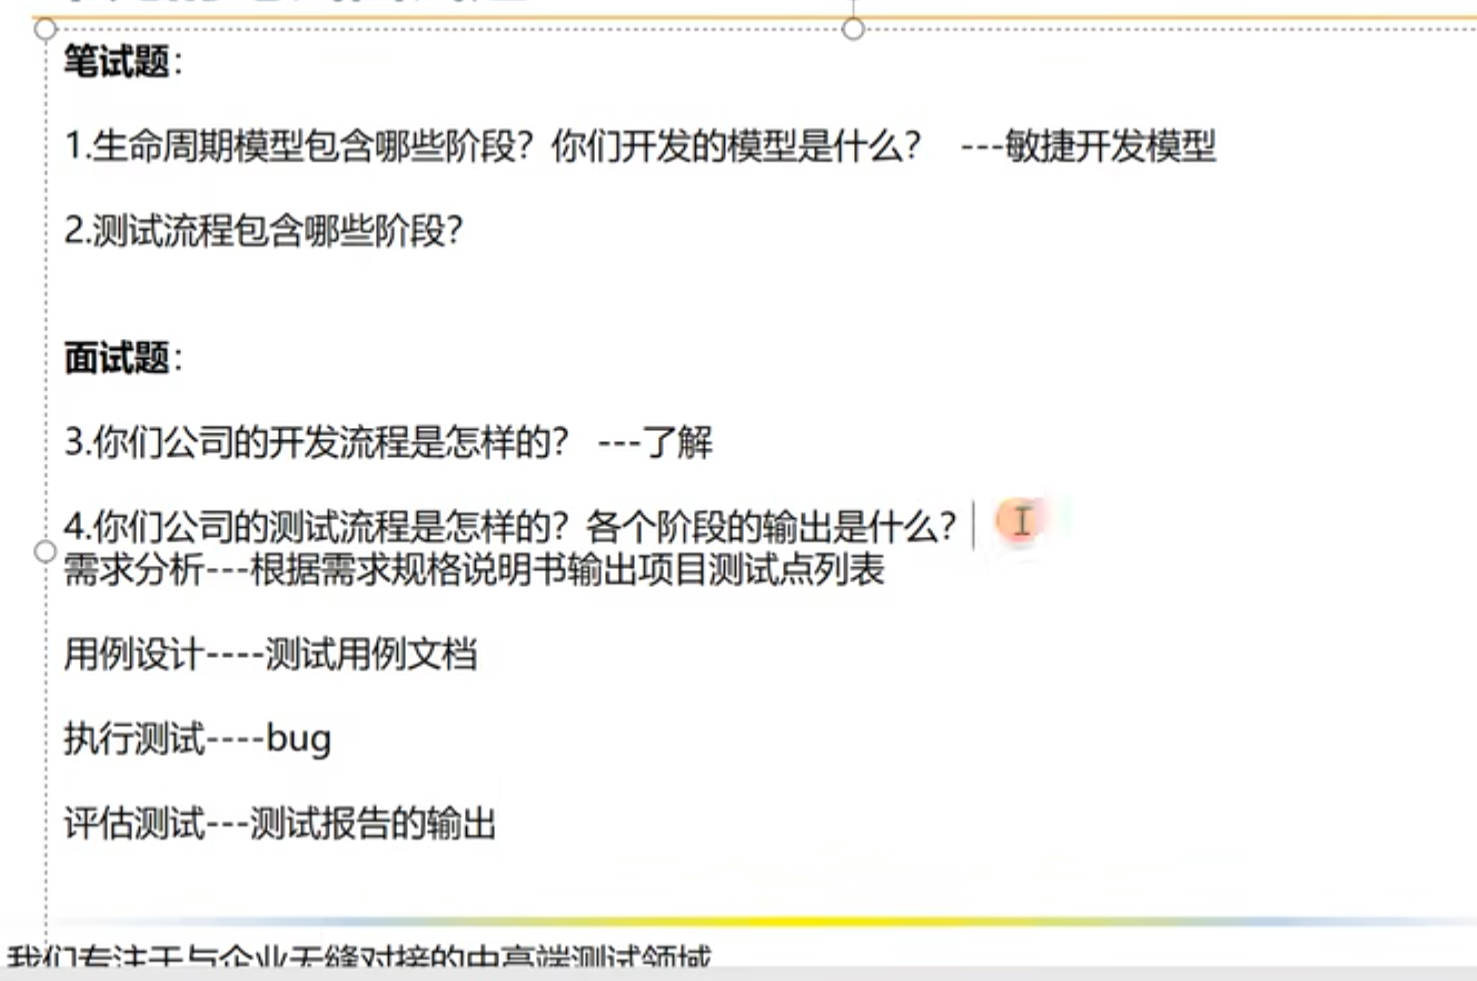 笔试题：
1.生命周期模型包含哪些阶段？你们开发的模型是什么？ ---敏捷开发模型
2.测试流程包含哪些阶段？
面试题：
3.你们公司的开发流程是怎样的？ ---了解
4.你们公司的测试流程是怎样的？各个阶段的输出是什么？
需求分析---根据需求规格说明书输出项目测试点列表
用例设计----测试用例文档
执行测试----bug
评估测试---测试报告的输出
我们专注于与企业无缝对接的中高端测试领域